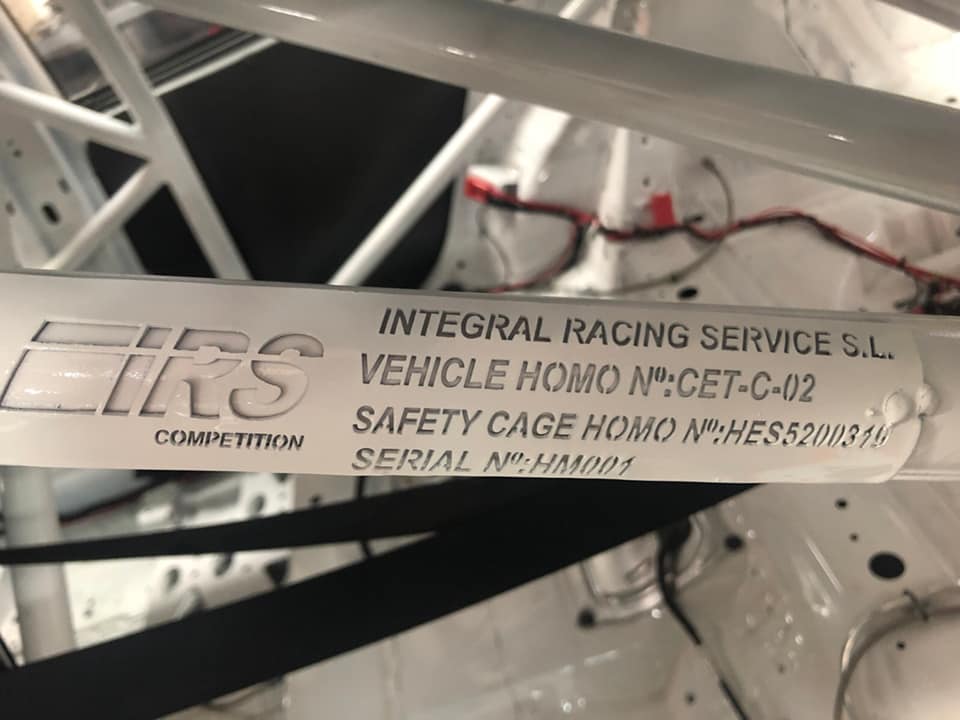 IRS
COMPETITION
INTEGRAL RACING SERVICE S.L.
VEHICLE HOMO Nº:CET-C-02
SAFETY CAGE HOMO Nº:HES5200319
SERIAL Nº:HM001